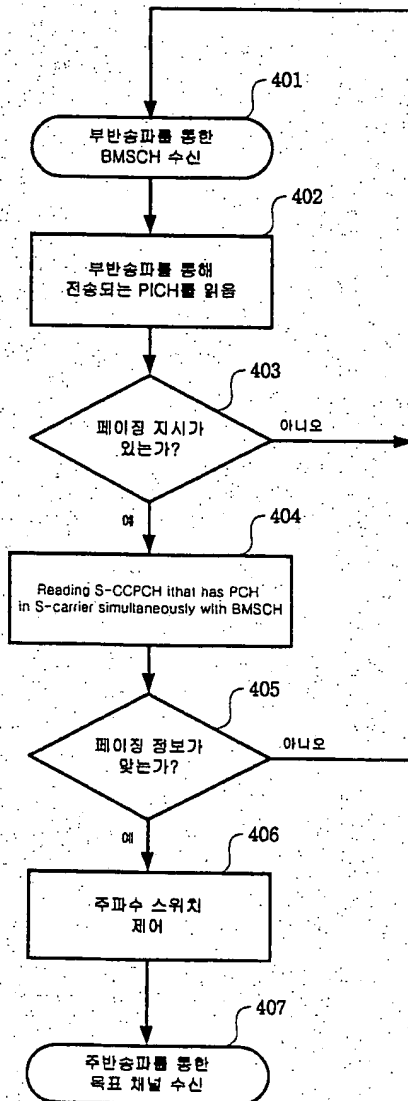 401
부반송파를 통한
BMSCH 수신
402
부반송파를 통해
전송되는 PICH를 읽음
403
페이징 지시가
있는가?
아니오
예
404
Reading S-CCPCH ithat has PCH
in S-carrier simultaneously with BMSCH
405
페이징 정보가
맞는가?
아니오
예
406
주파수 스위치
제어
407
주반송파를 통한
목표 채널 수신